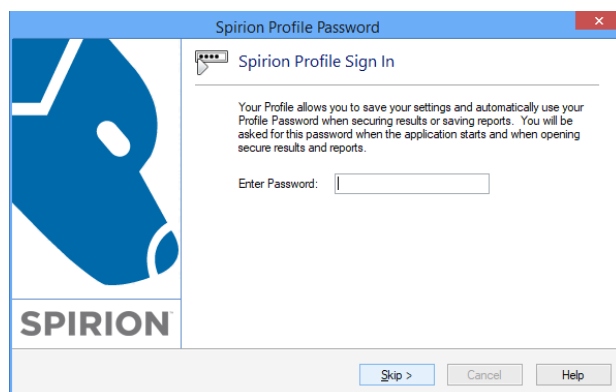 Spirion Profile Password
Spirion Profile Sign In
Your Profile allows you to save your settings and automatically use your
Profile Password when securing results or saving reports. You will be
asked for this password when the application starts and when opening
secure results and reports.
Enter Password:
SPIRION
Skip >
Cancel
Help